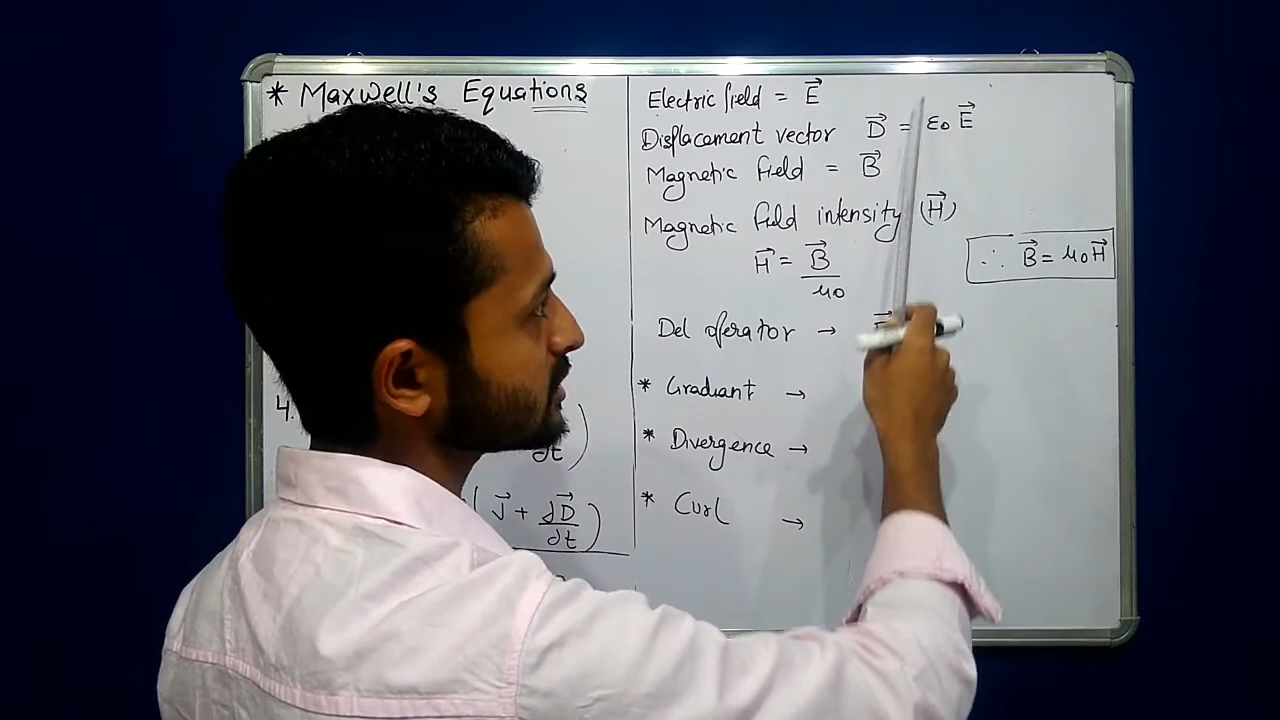 * Maxwell's Equations
4.
∂t )
( J⃗ + ∂D⃗/∂t )
Electric field = E⃗
Displacement vector D⃗ = ε₀ E⃗
Magnetic field = B⃗
Magnetic field intensity (H⃗)
H⃗ = B⃗/μ₀
∴ B⃗ = μ₀H⃗
Del operator →
* Gradiant →
* Divergence →
* Curl →